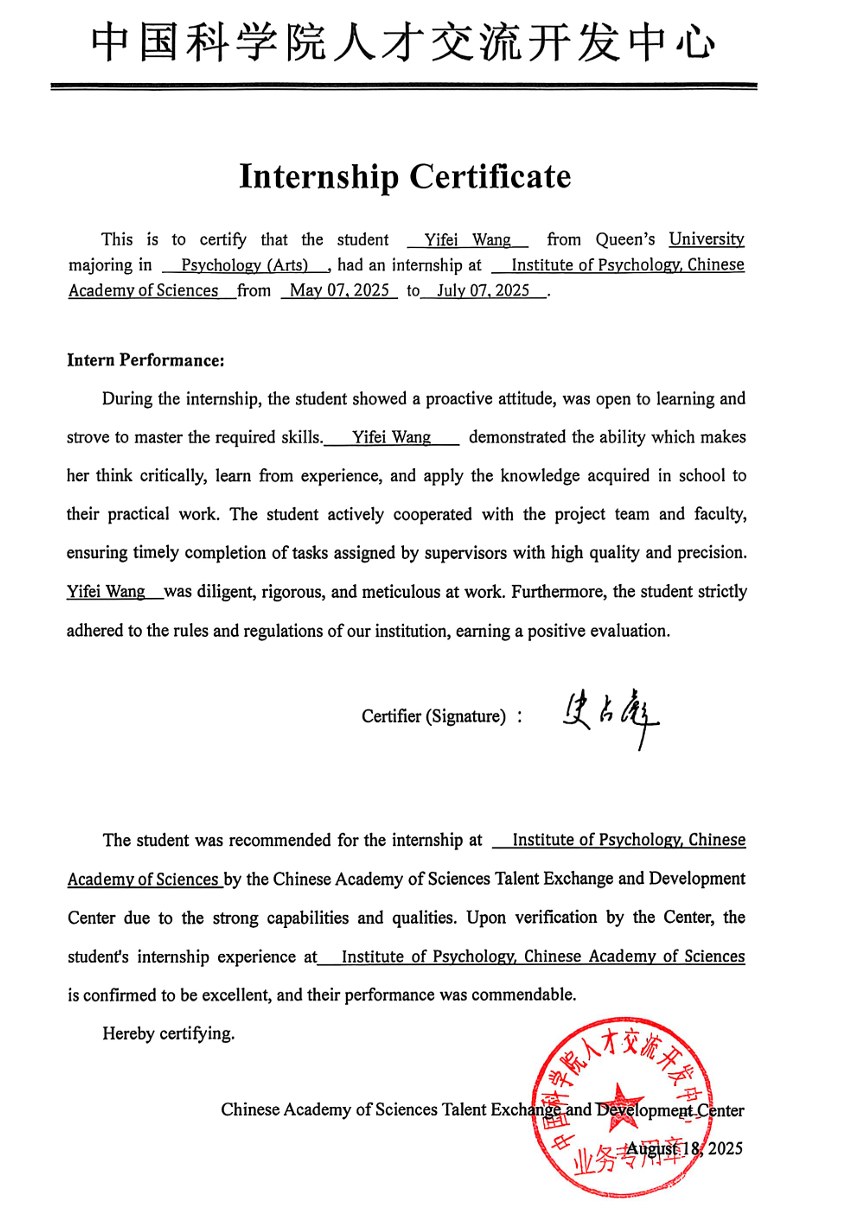 中国科学院人才交流开发中心
Internship Certificate
This is to certify that the student Yifei Wang from Queen's University
majoring in Psychology (Arts) , had an internship at Institute of Psychology, Chinese
Academy of Sciences from May 07, 2025 to July 07, 2025 .
Intern Performance:
During the internship, the student showed a proactive attitude, was open to learning and
strove to master the required skills. Yifei Wang demonstrated the ability which makes
her think critically, learn from experience, and apply the knowledge acquired in school to
their practical work. The student actively cooperated with the project team and faculty,
ensuring timely completion of tasks assigned by supervisors with high quality and precision.
Yifei Wang was diligent, rigorous, and meticulous at work. Furthermore, the student strictly
adhered to the rules and regulations of our institution, earning a positive evaluation.
Certifier (Signature) ： 史占彪
The student was recommended for the internship at Institute of Psychology, Chinese
Academy of Sciences by the Chinese Academy of Sciences Talent Exchange and Development
Center due to the strong capabilities and qualities. Upon verification by the Center, the
student's internship experience at Institute of Psychology, Chinese Academy of Sciences
is confirmed to be excellent, and their performance was commendable.
Hereby certifying.
Chinese Academy of Sciences Talent Exchange and Development Center
August 18, 2025
中国科学院人才交流开发中心
业务专用章